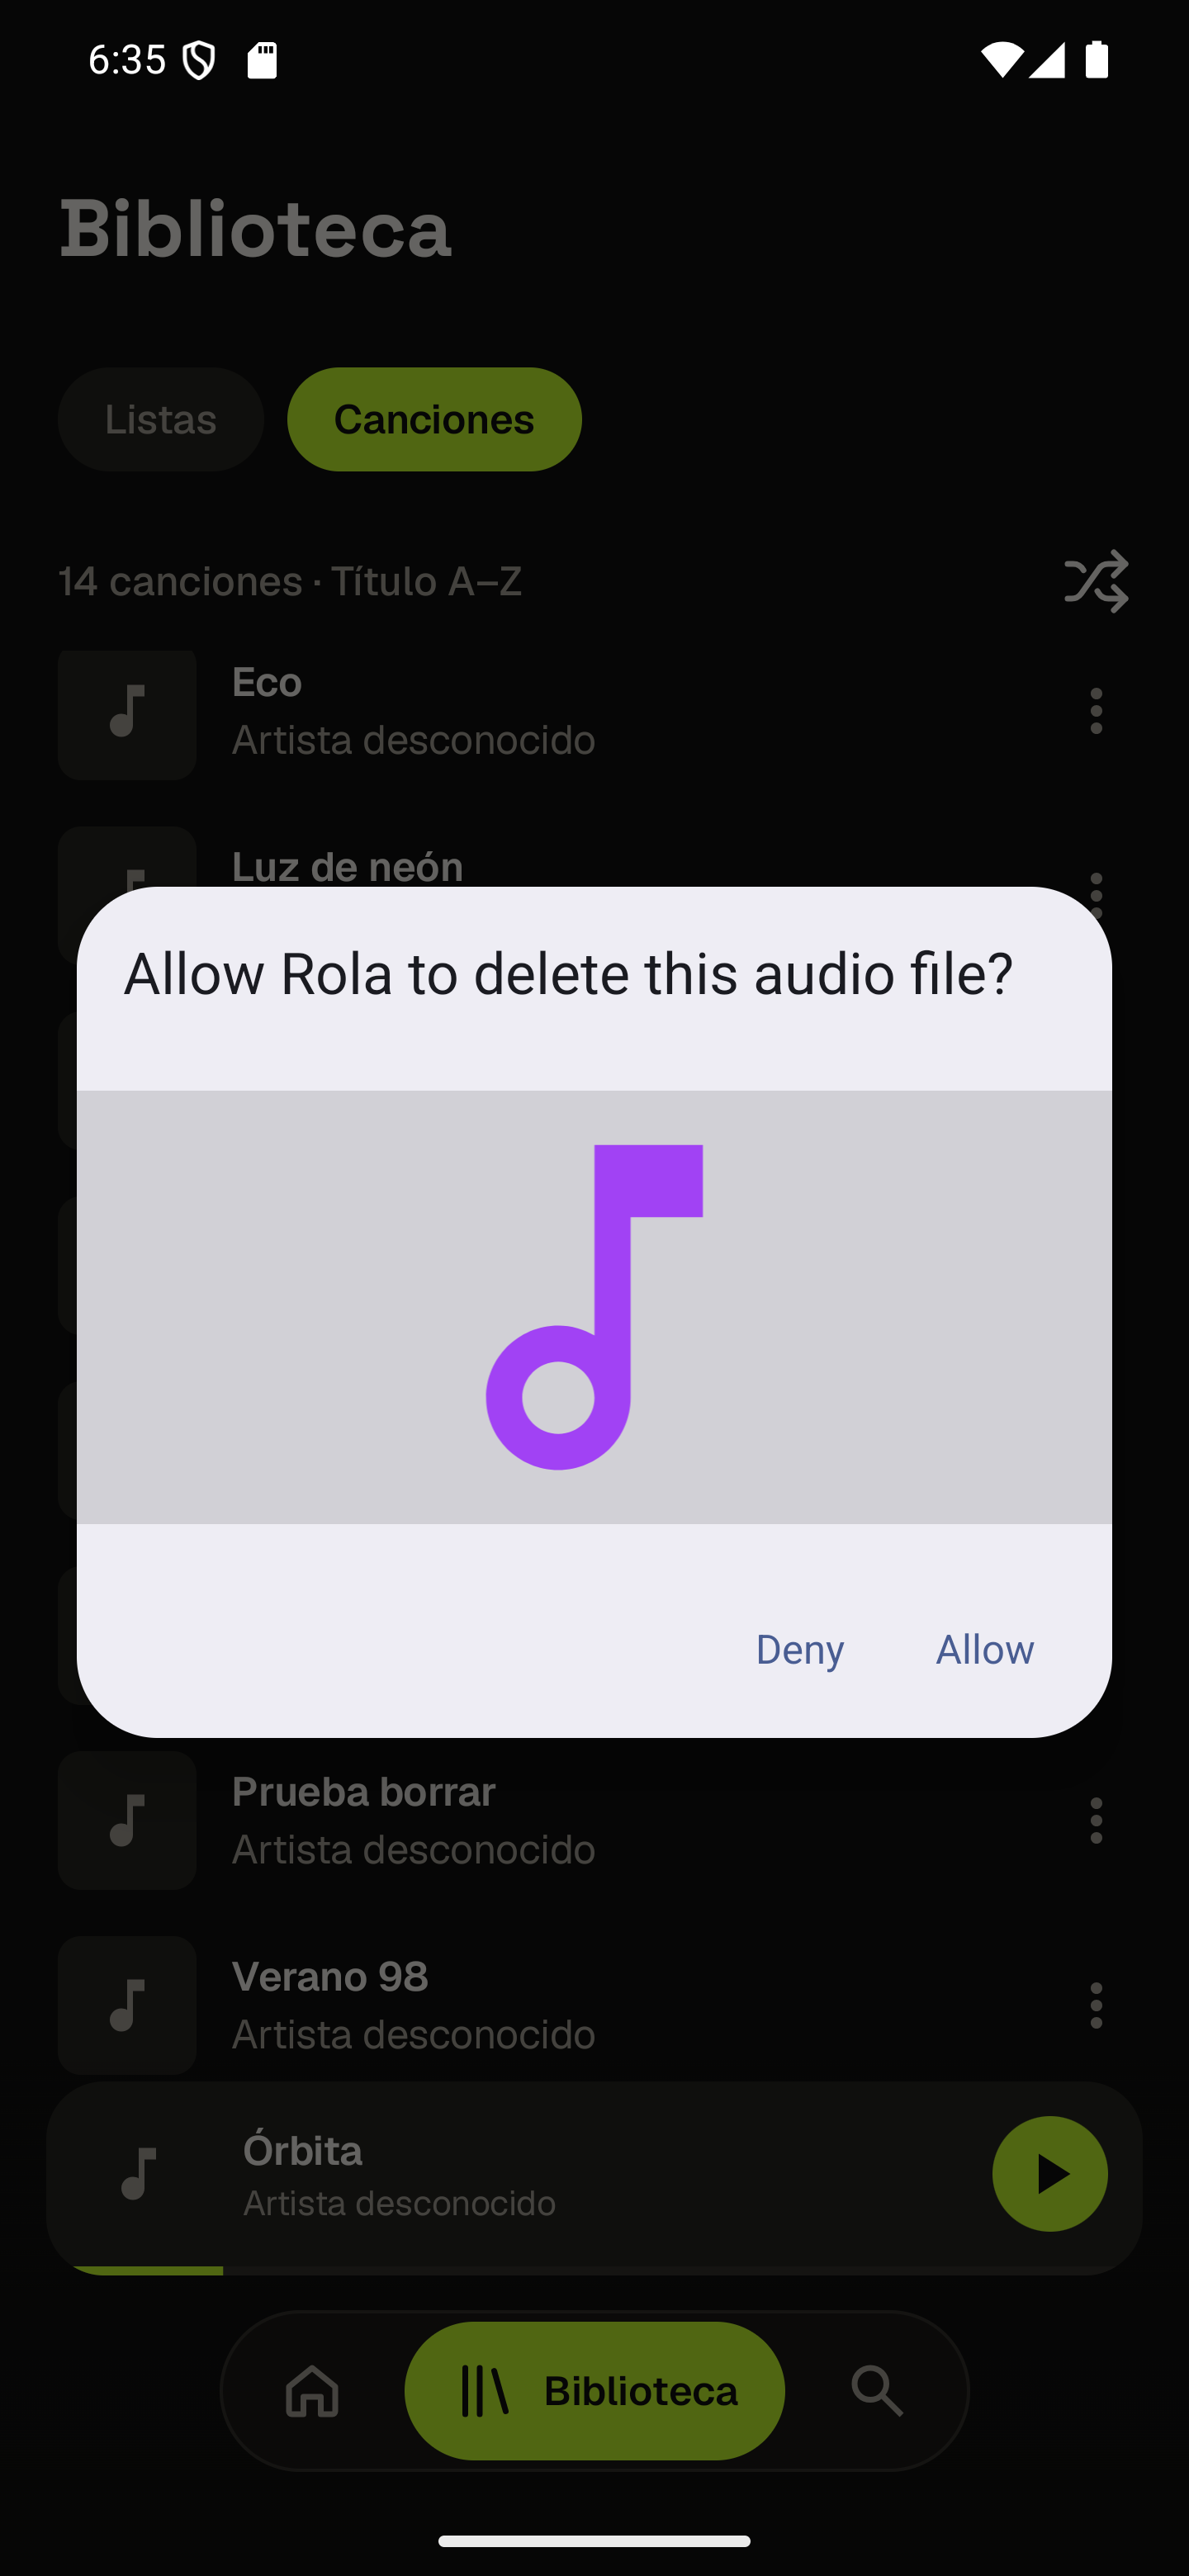 6:35
Biblioteca
Listas
Canciones
14 canciones · Título A–Z
Eco
Artista desconocido
Luz de neón
Allow Rola to delete this audio file?
Deny
Allow
Prueba borrar
Artista desconocido
Verano 98
Artista desconocido
Órbita
Artista desconocido
Biblioteca